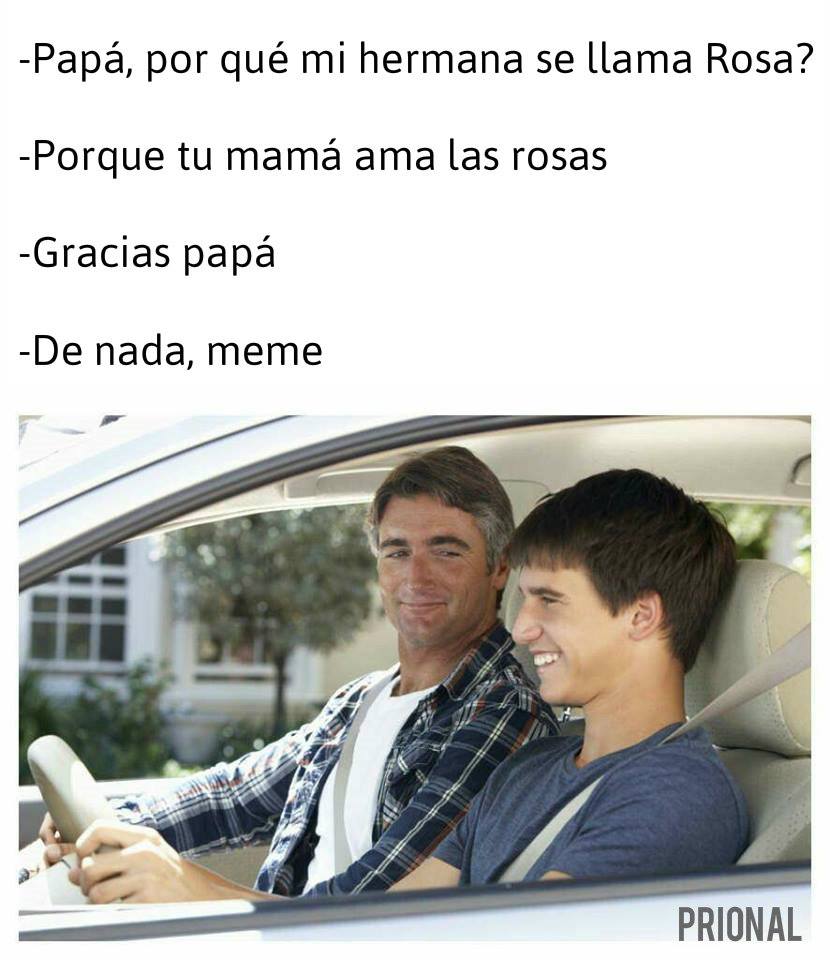 -Papá, por qué mi hermana se llama Rosa?
-Porque tu mamá ama las rosas
-Gracias papá
-De nada, meme
PRIONAL